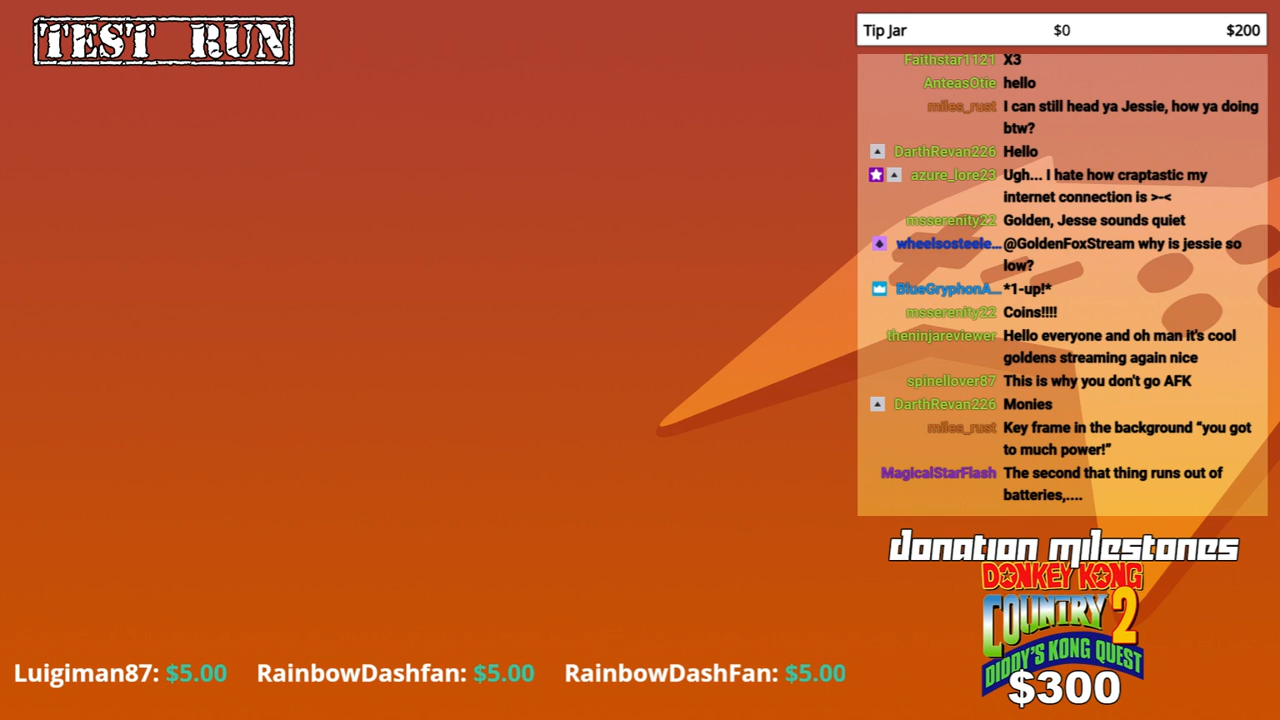 TEST RUN
Tip Jar $0 $200
Faithstar1121 X3
AnteasOtie hello
miles_rust I can still head ya Jessie, how ya doing
btw?
DarthRevan226 Hello
azure_lore23 Ugh... I hate how craptastic my
internet connection is >-<
msserenity22 Golden, Jesse sounds quiet
wheelsosteele... @GoldenFoxStream why is jessie so
low?
BlueGryphonA... *1-up!*
msserenity22 Coins!!!!
theninjareviewer Hello everyone and oh man it's cool
goldens streaming again nice
spinellover87 This is why you don't go AFK
DarthRevan226 Monies
miles_rust Key frame in the background “you got
to much power!”
MagicalStarFlash The second that thing runs out of
batteries,....
donation milestones
DONKEY KONG
COUNTRY 2
DIDDY'S KONG QUEST
$300
Luigiman87: $5.00 RainbowDashfan: $5.00 RainbowDashFan: $5.00